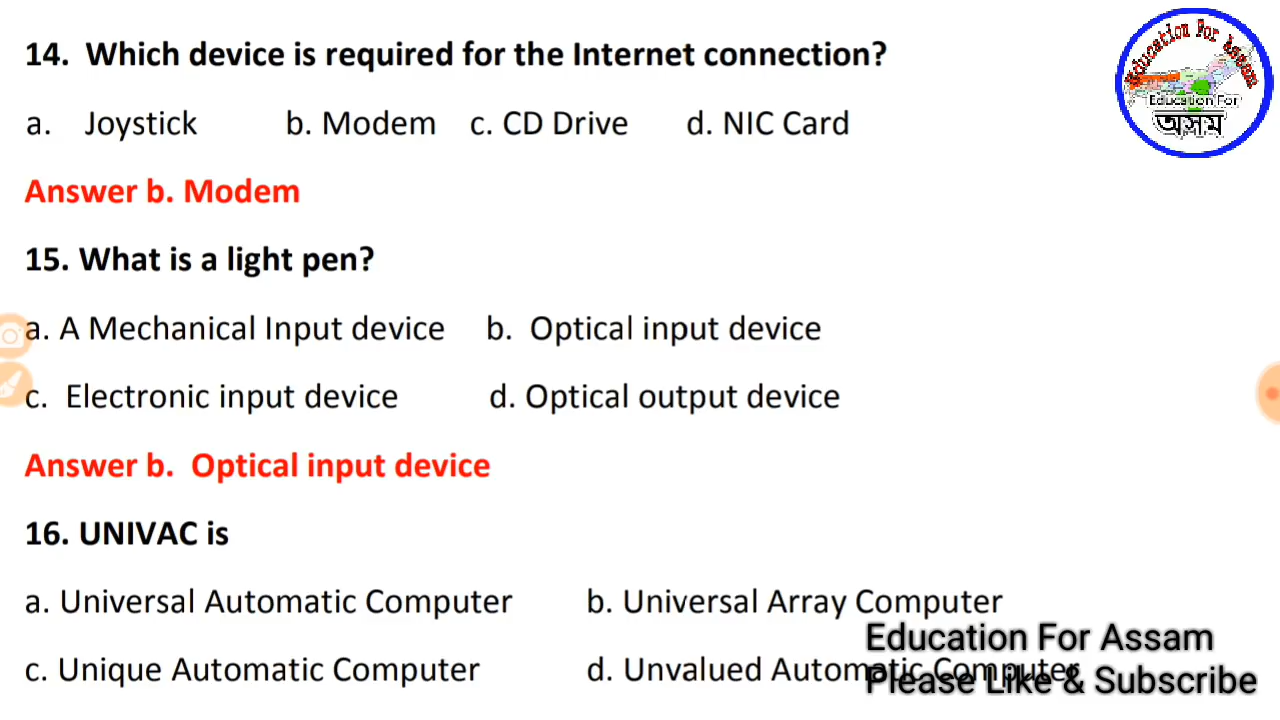 14. Which device is required for the Internet connection?
a. Joystick b. Modem c. CD Drive d. NIC Card
Answer b. Modem
15. What is a light pen?
a. A Mechanical Input device b. Optical input device
c. Electronic input device d. Optical output device
Answer b. Optical input device
16. UNIVAC is
a. Universal Automatic Computer b. Universal Array Computer
c. Unique Automatic Computer d. Unvalued Automatic Computer
Education For Assam
Education For
অসম
Education For Assam
Please Like & Subscribe